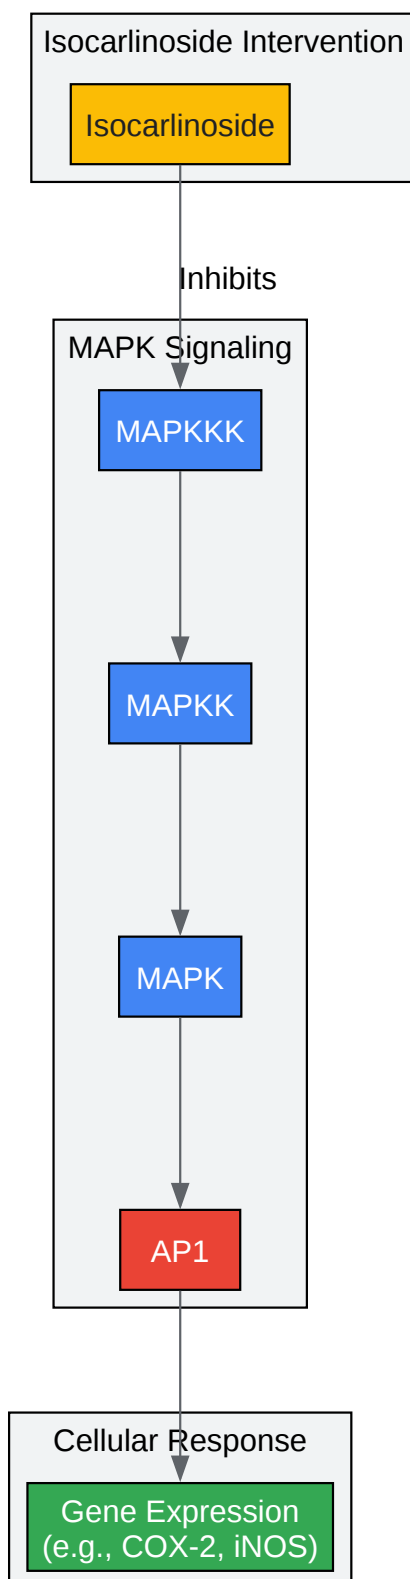 Isocarlinoside Intervention
Isocarlinoside
Inhibits
MAPK Signaling
MAPKKK
MAPKK
MAPK
AP1
Cellular Response
Gene Expression
(e.g., COX-2, iNOS)